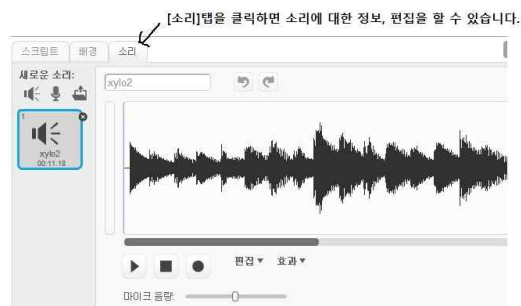 [소리]탭을 클릭하면 소리에 대한 정보, 편집을 할 수 있습니다.
스크립트 배경 소리
새로운 소리:
xylo2
1
xylo2
00:11.18
편집 효과
마이크 음량: